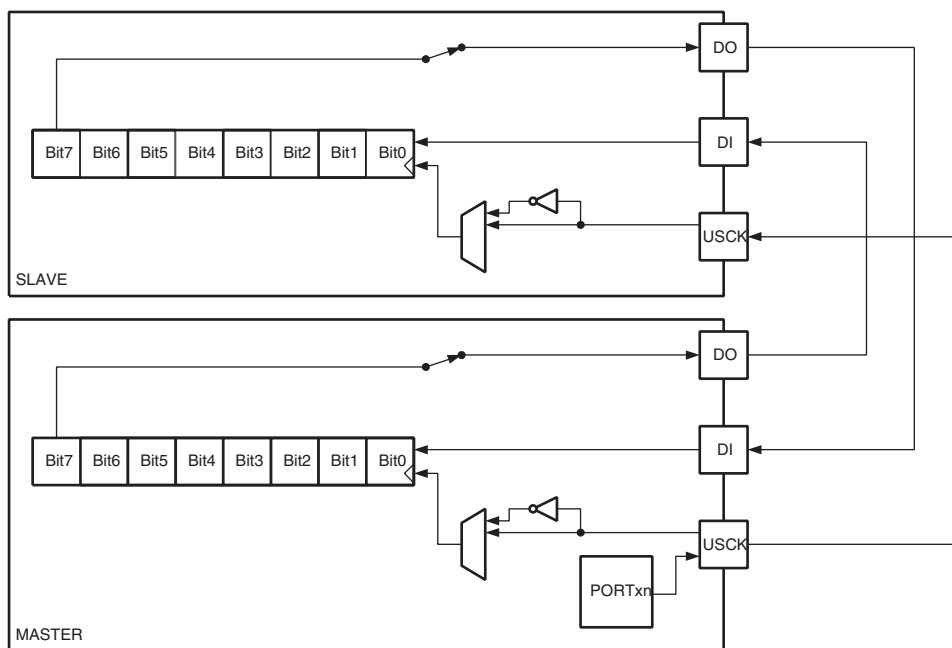 DO
Bit7 Bit6 Bit5 Bit4 Bit3 Bit2 Bit1 Bit0
DI
USCK
SLAVE
DO
Bit7 Bit6 Bit5 Bit4 Bit3 Bit2 Bit1 Bit0
DI
USCK
PORTxn
MASTER